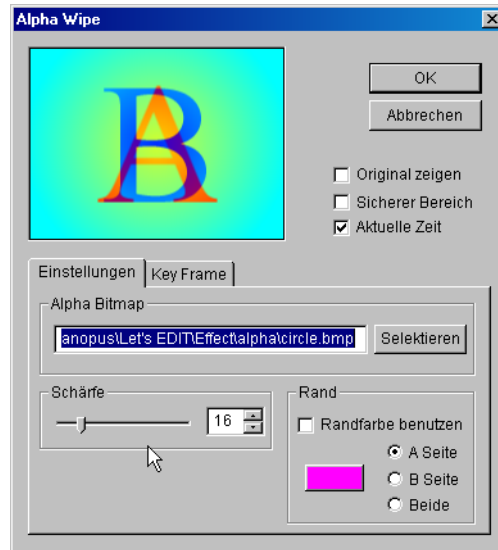 Alpha Wipe
A
B
OK
Abbrechen
Original zeigen
Sicherer Bereich
Aktuelle Zeit
Einstellungen
Key Frame
Alpha Bitmap
anopus\Let's EDIT\Effect\alpha\circle.bmp
Selektieren
Schärfe
16
Rand
Randfarbe benutzen
A Seite
B Seite
Beide